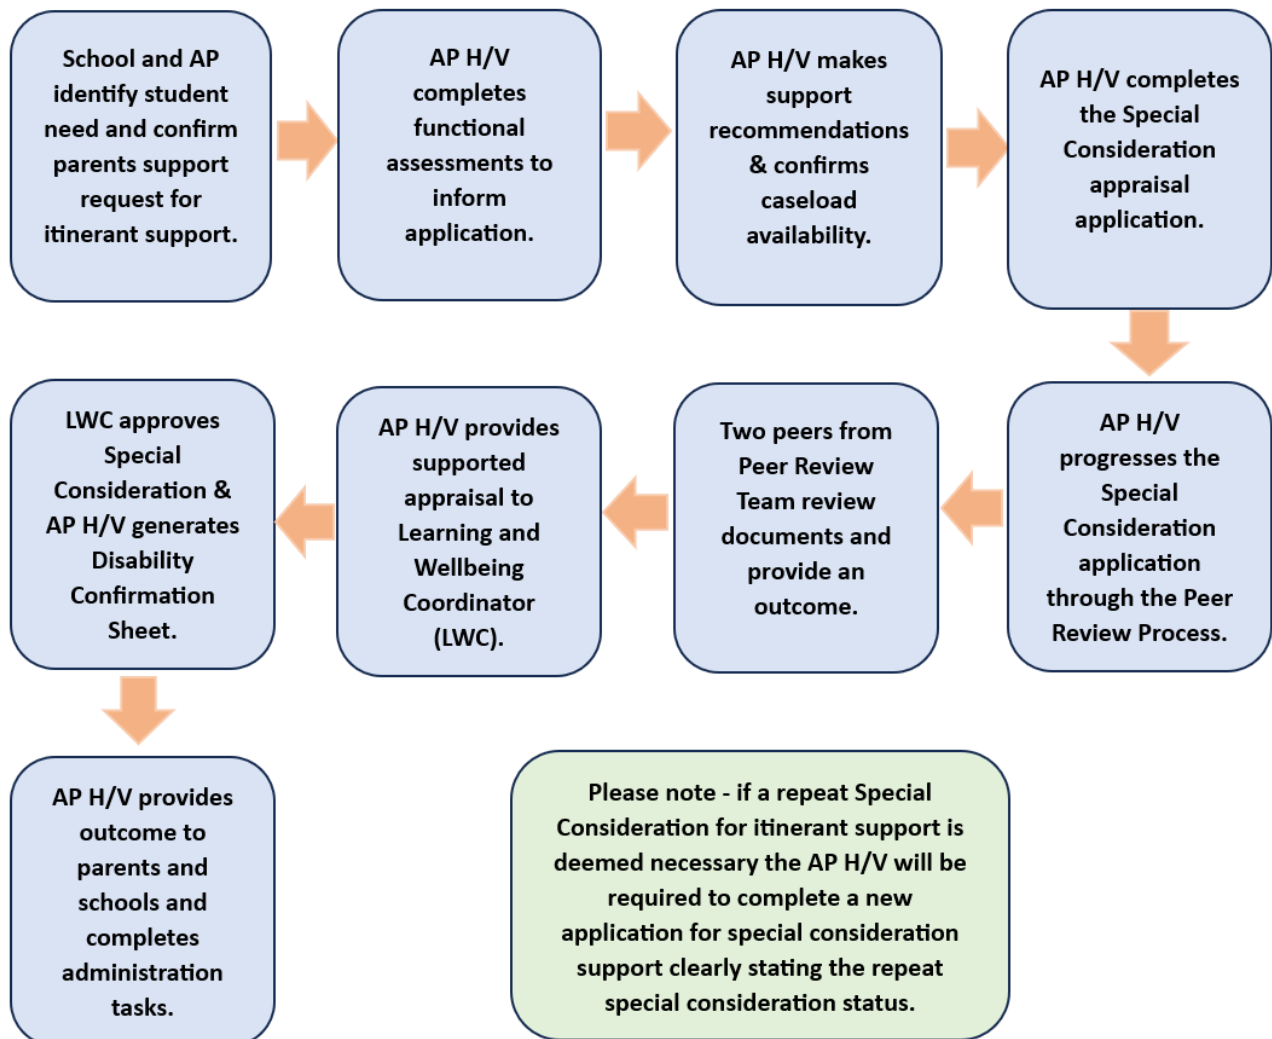 School and AP
identify student
need and confirm
parents support
request for
itinerant support.
AP H/V
completes
functional
assessments to
inform
application.
AP H/V makes
support
recommendations
& confirms
caseload
availability.
AP H/V completes
the Special
Consideration
appraisal
application.
AP H/V
progresses the
Special
Consideration
application
through the Peer
Review Process.
Two peers from
Peer Review
Team review
documents and
provide an
outcome.
AP H/V provides
supported
appraisal to
Learning and
Wellbeing
Coordinator
(LWC).
LWC approves
Special
Consideration &
AP H/V generates
Disability
Confirmation
Sheet.
AP H/V provides
outcome to
parents and
schools and
completes
administration
tasks.
Please note - if a repeat Special
Consideration for itinerant support is
deemed necessary the AP H/V will be
required to complete a new
application for special consideration
support clearly stating the repeat
special consideration status.